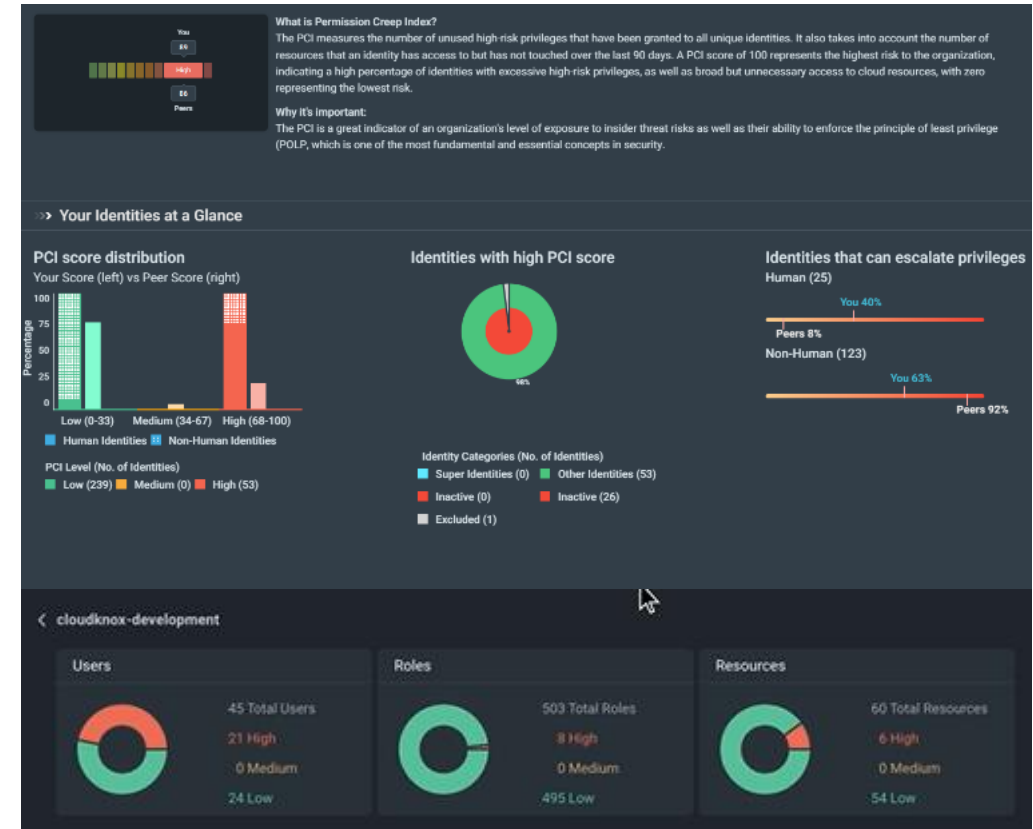 You
89
High
86
Peers
What is Permission Creep Index?
The PCI measures the number of unused high-risk privileges that have been granted to all unique identities. It also takes into account the number of
resources that an identity has access to but has not touched over the last 90 days. A PCI score of 100 represents the highest risk to the organization,
indicating a high percentage of identities with excessive high-risk privileges, as well as broad but unnecessary access to cloud resources, with zero
representing the lowest risk.
Why it's important:
The PCI is a great indicator of an organization's level of exposure to insider threat risks as well as their ability to enforce the principle of least privilege
(POLP, which is one of the most fundamental and essential concepts in security.
Your Identities at a Glance
PCI score distribution
Your Score (left) vs Peer Score (right)
100
75
50
25
0
Percentage
Low (0-33) Medium (34-67) High (68-100)
Human Identities Non-Human Identities
PCI Level (No. of Identities)
Low (239) Medium (0) High (53)
Identities with high PCI score
98%
Identity Categories (No. of Identities)
Super Identities (0) Other Identities (53)
Inactive (0) Inactive (26)
Excluded (1)
Identities that can escalate privileges
Human (25)
You 40%
Peers 8%
Non-Human (123)
You 63%
Peers 92%
cloudknox-development
Users
45 Total Users
21 High
0 Medium
24 Low
Roles
503 Total Roles
8 High
0 Medium
495 Low
Resources
60 Total Resources
6 High
0 Medium
54 Low